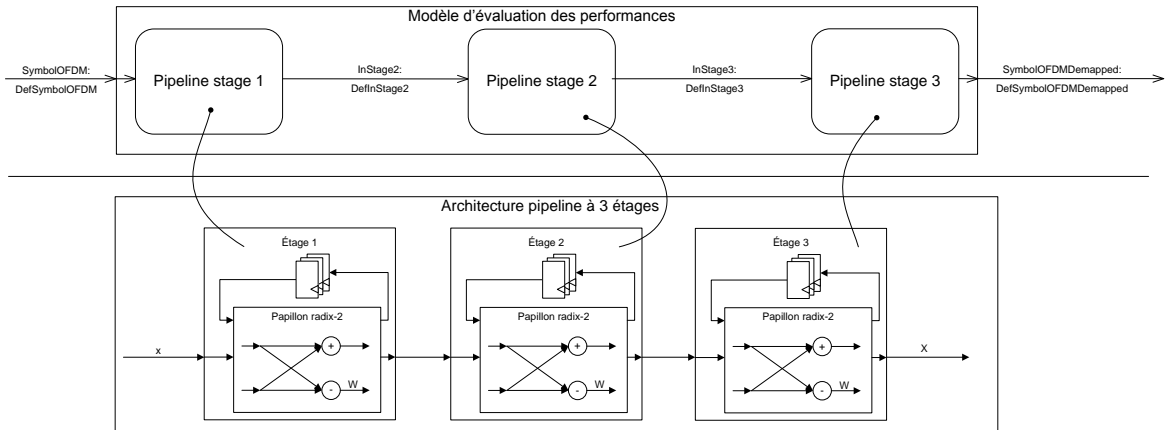 Modèle d'évaluation des performances
SymbolOFDM:
DefSymbolOFDM
Pipeline stage 1
InStage2:
DefInStage2
Pipeline stage 2
InStage3:
DefInStage3
Pipeline stage 3
SymbolOFDMDemapped:
DefSymbolOFDMDemapped
Architecture pipeline à 3 étages
Étage 1
Étage 2
Étage 3
Papillon radix-2
Papillon radix-2
Papillon radix-2
x
+
+
+
X
-
W
-
W
-
W